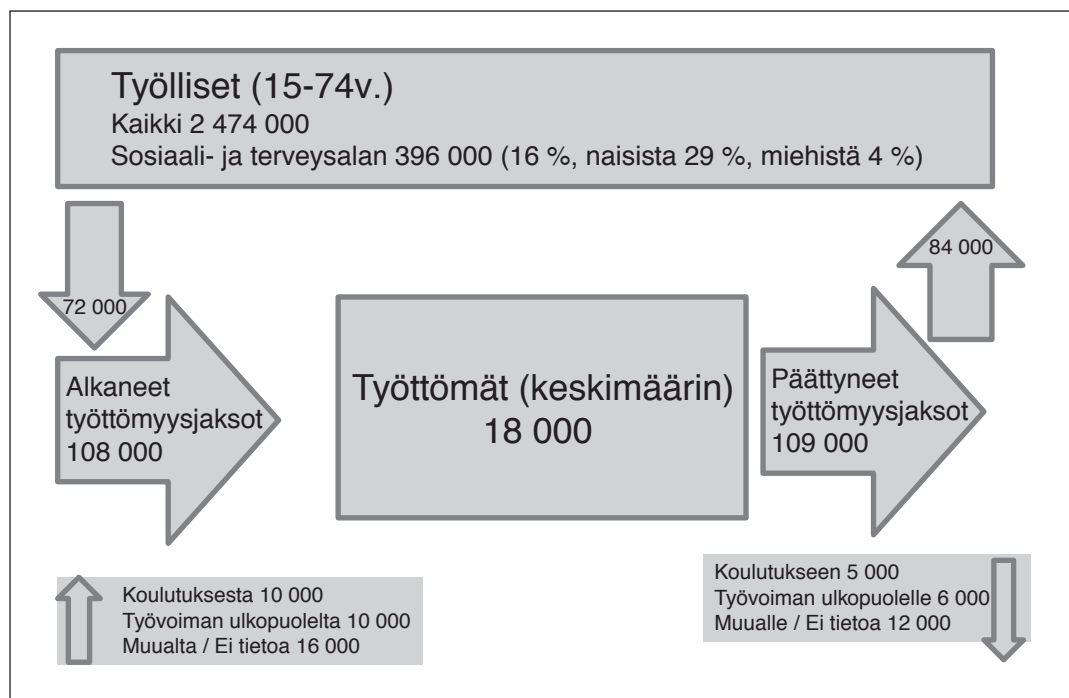 Työlliset (15-74v.)
Kaikki 2 474 000
Sosiaali- ja terveysalan 396 000 (16 %, naisista 29 %, miehistä 4 %)
72 000
84 000
Alkaneet
työttömyysjaksot
108 000
Työttömät (keskimäärin)
18 000
Päättyneet
työttömyysjaksot
109 000
Koulutuksesta 10 000
Työvoiman ulkopuolelta 10 000
Muualta / Ei tietoa 16 000
Koulutukseen 5 000
Työvoiman ulkopuolelle 6 000
Muualle / Ei tietoa 12 000